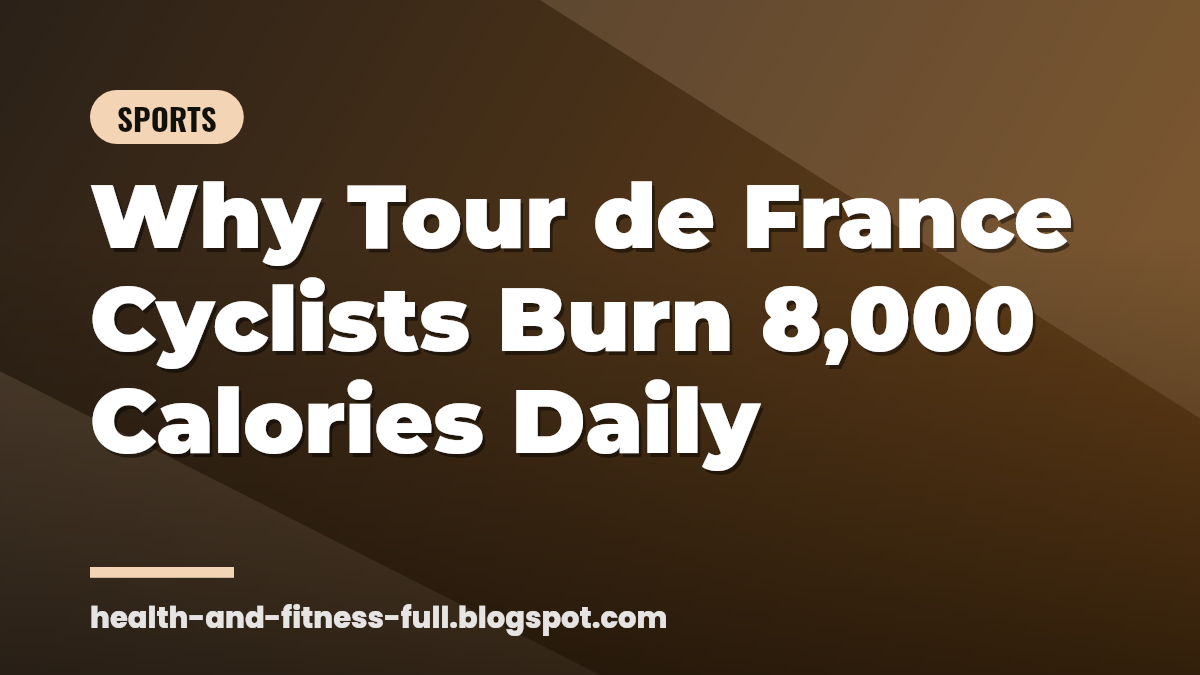 SPORTS
Why Tour de France
Cyclists Burn 8,000
Calories Daily
health-and-fitness-full.blogspot.com